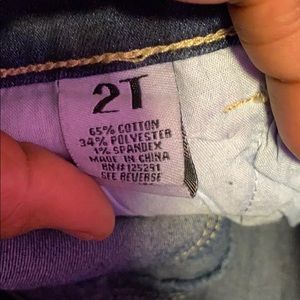 2T
65% COTTON
34% POLYESTER
1% SPANDEX
MADE IN CHINA
RN# 125291
SEE REVERSE